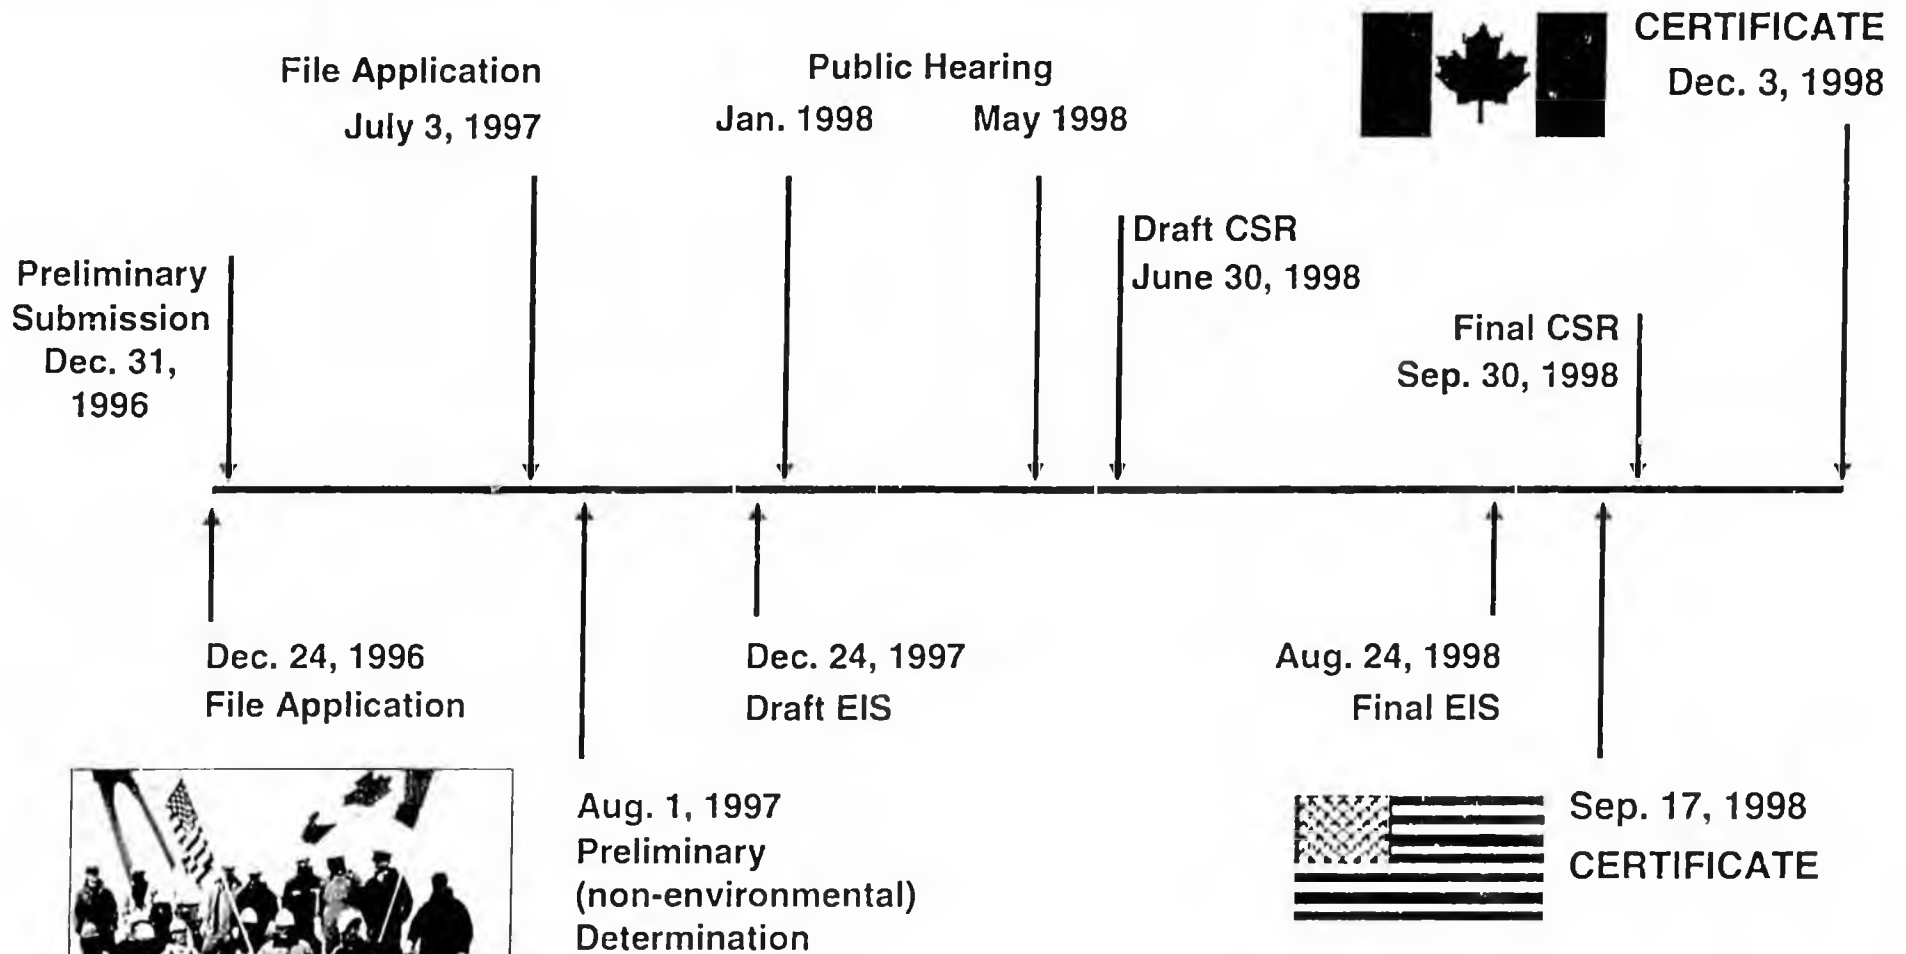 CERTIFICATE
Dec. 3, 1998
File Application
July 3, 1997
Public Hearing
Jan. 1998 May 1998
Draft CSR
June 30, 1998
Preliminary
Submission
Dec. 31,
1996
Final CSR
Sep. 30, 1998
Dec. 24, 1996
File Application
Dec. 24, 1997
Draft EIS
Aug. 24, 1998
Final EIS
Aug. 1, 1997
Preliminary
(non-environmental)
Determination
Sep. 17, 1998
CERTIFICATE